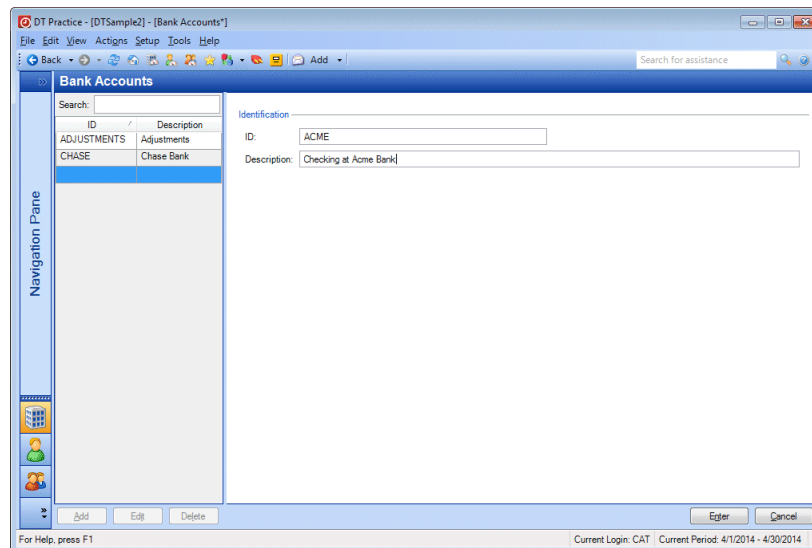 DT Practice - [DTSample2] - [Bank Accounts*]
File Edit View Actions Setup Tools Help
Back Add Search for assistance
Bank Accounts
Search:
ID Description
ADJUSTMENTS Adjustments
CHASE Chase Bank
Identification
ID: ACME
Description: Checking at Acme Bank
Navigation Pane
Add Edit Delete Enter Cancel
For Help, press F1 Current Login: CAT Current Period: 4/1/2014 - 4/30/2014